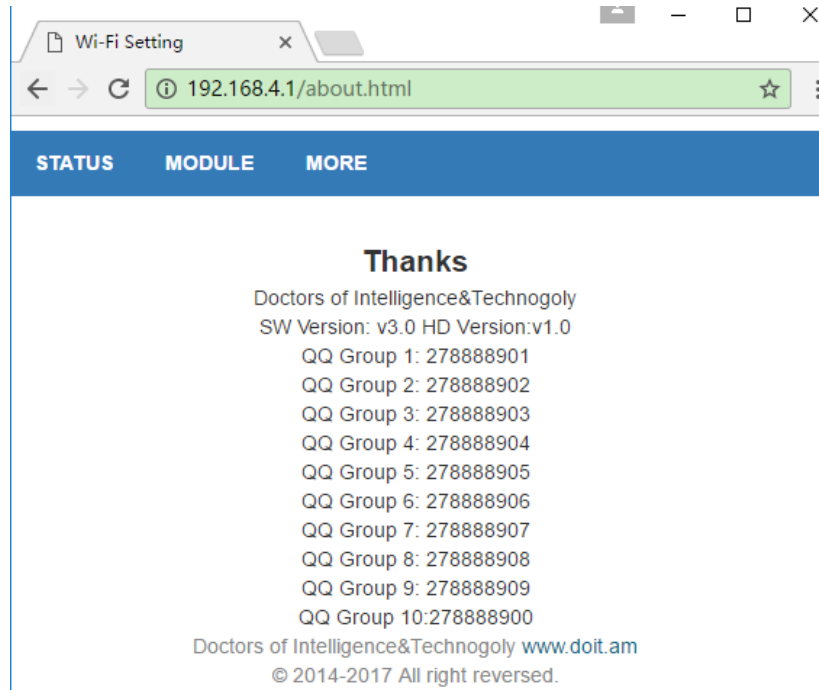 Wi-Fi Setting
192.168.4.1/about.html
STATUS MODULE MORE
Thanks
Doctors of Intelligence&Technogoly
SW Version: v3.0 HD Version:v1.0
QQ Group 1: 278888901
QQ Group 2: 278888902
QQ Group 3: 278888903
QQ Group 4: 278888904
QQ Group 5: 278888905
QQ Group 6: 278888906
QQ Group 7: 278888907
QQ Group 8: 278888908
QQ Group 9: 278888909
QQ Group 10:278888900
Doctors of Intelligence&Technogoly www.doit.am
© 2014-2017 All right reversed.